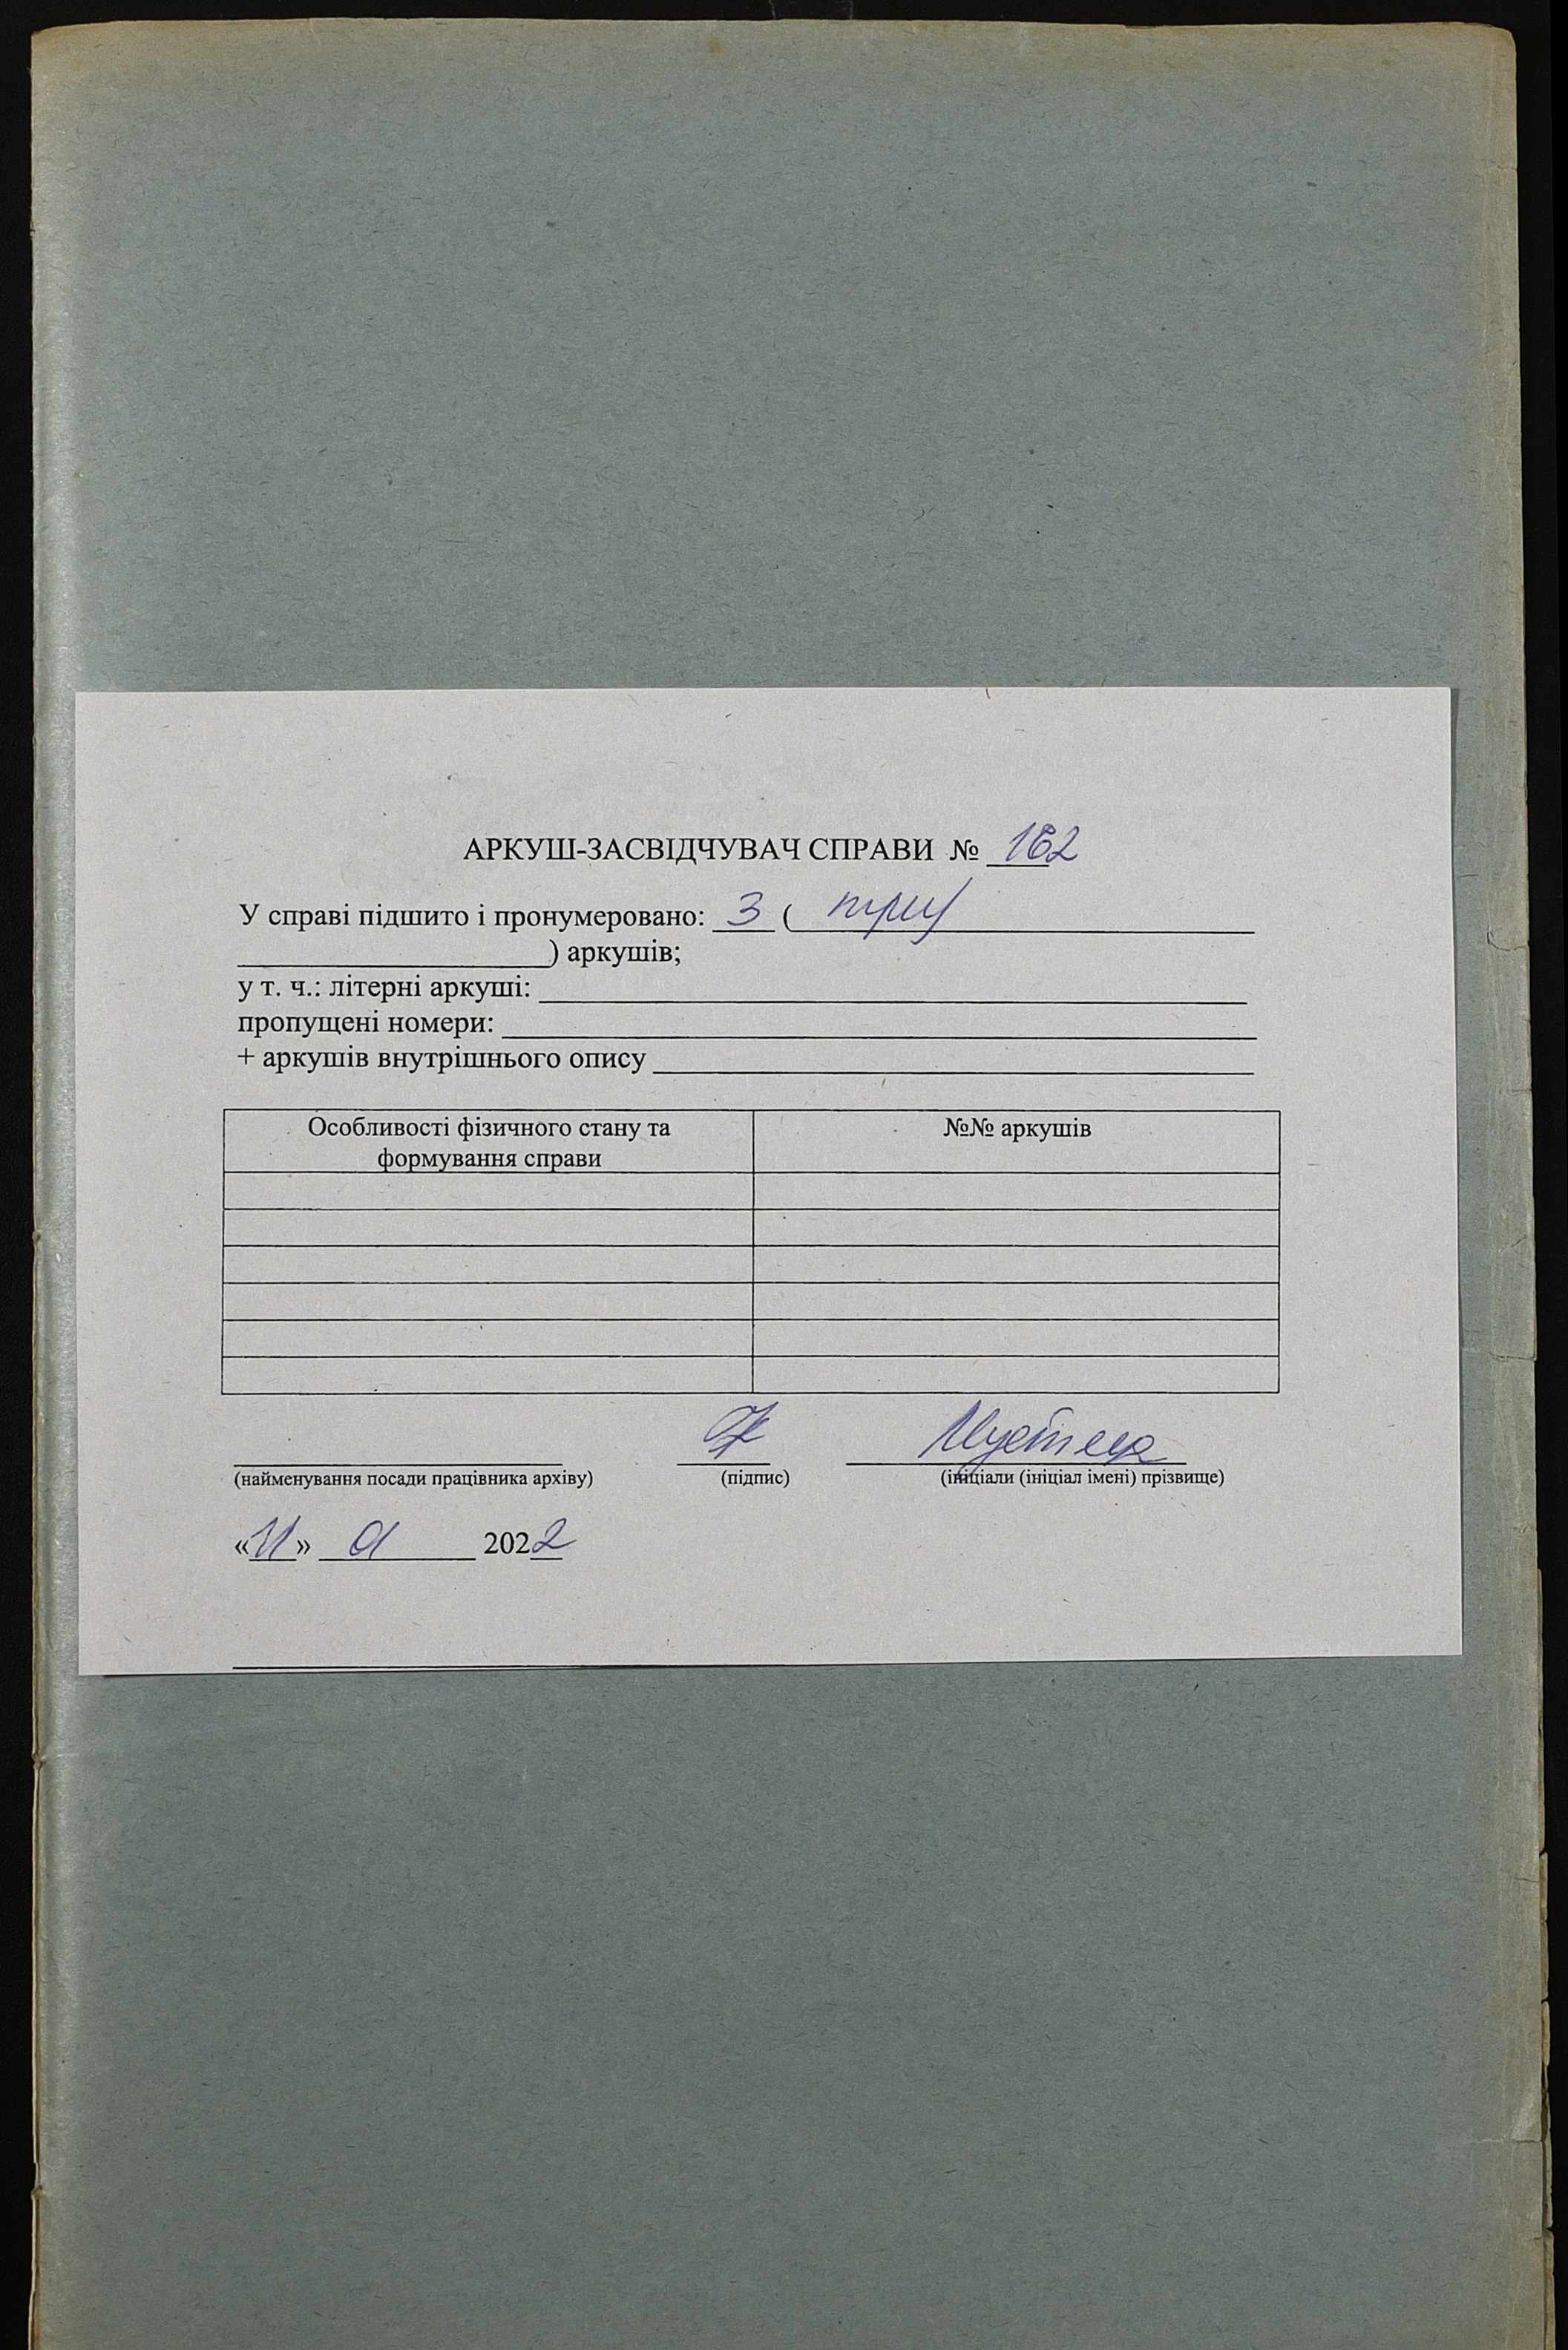 АРКУШ-ЗАСВІДЧУВАЧ СПРАВИ № 162
У справі підшито і пронумеровано: 3 ( три
) аркушів;
у т. ч.: літерні аркуші:
пропущені номери:
+ аркушів внутрішнього опису
Особливості фізичного стану та
формування справи
№№ аркушів
(найменування посади працівника архіву)
(підпис)
(ініціали (ініціал імені) прізвище)
«11» 01 2022